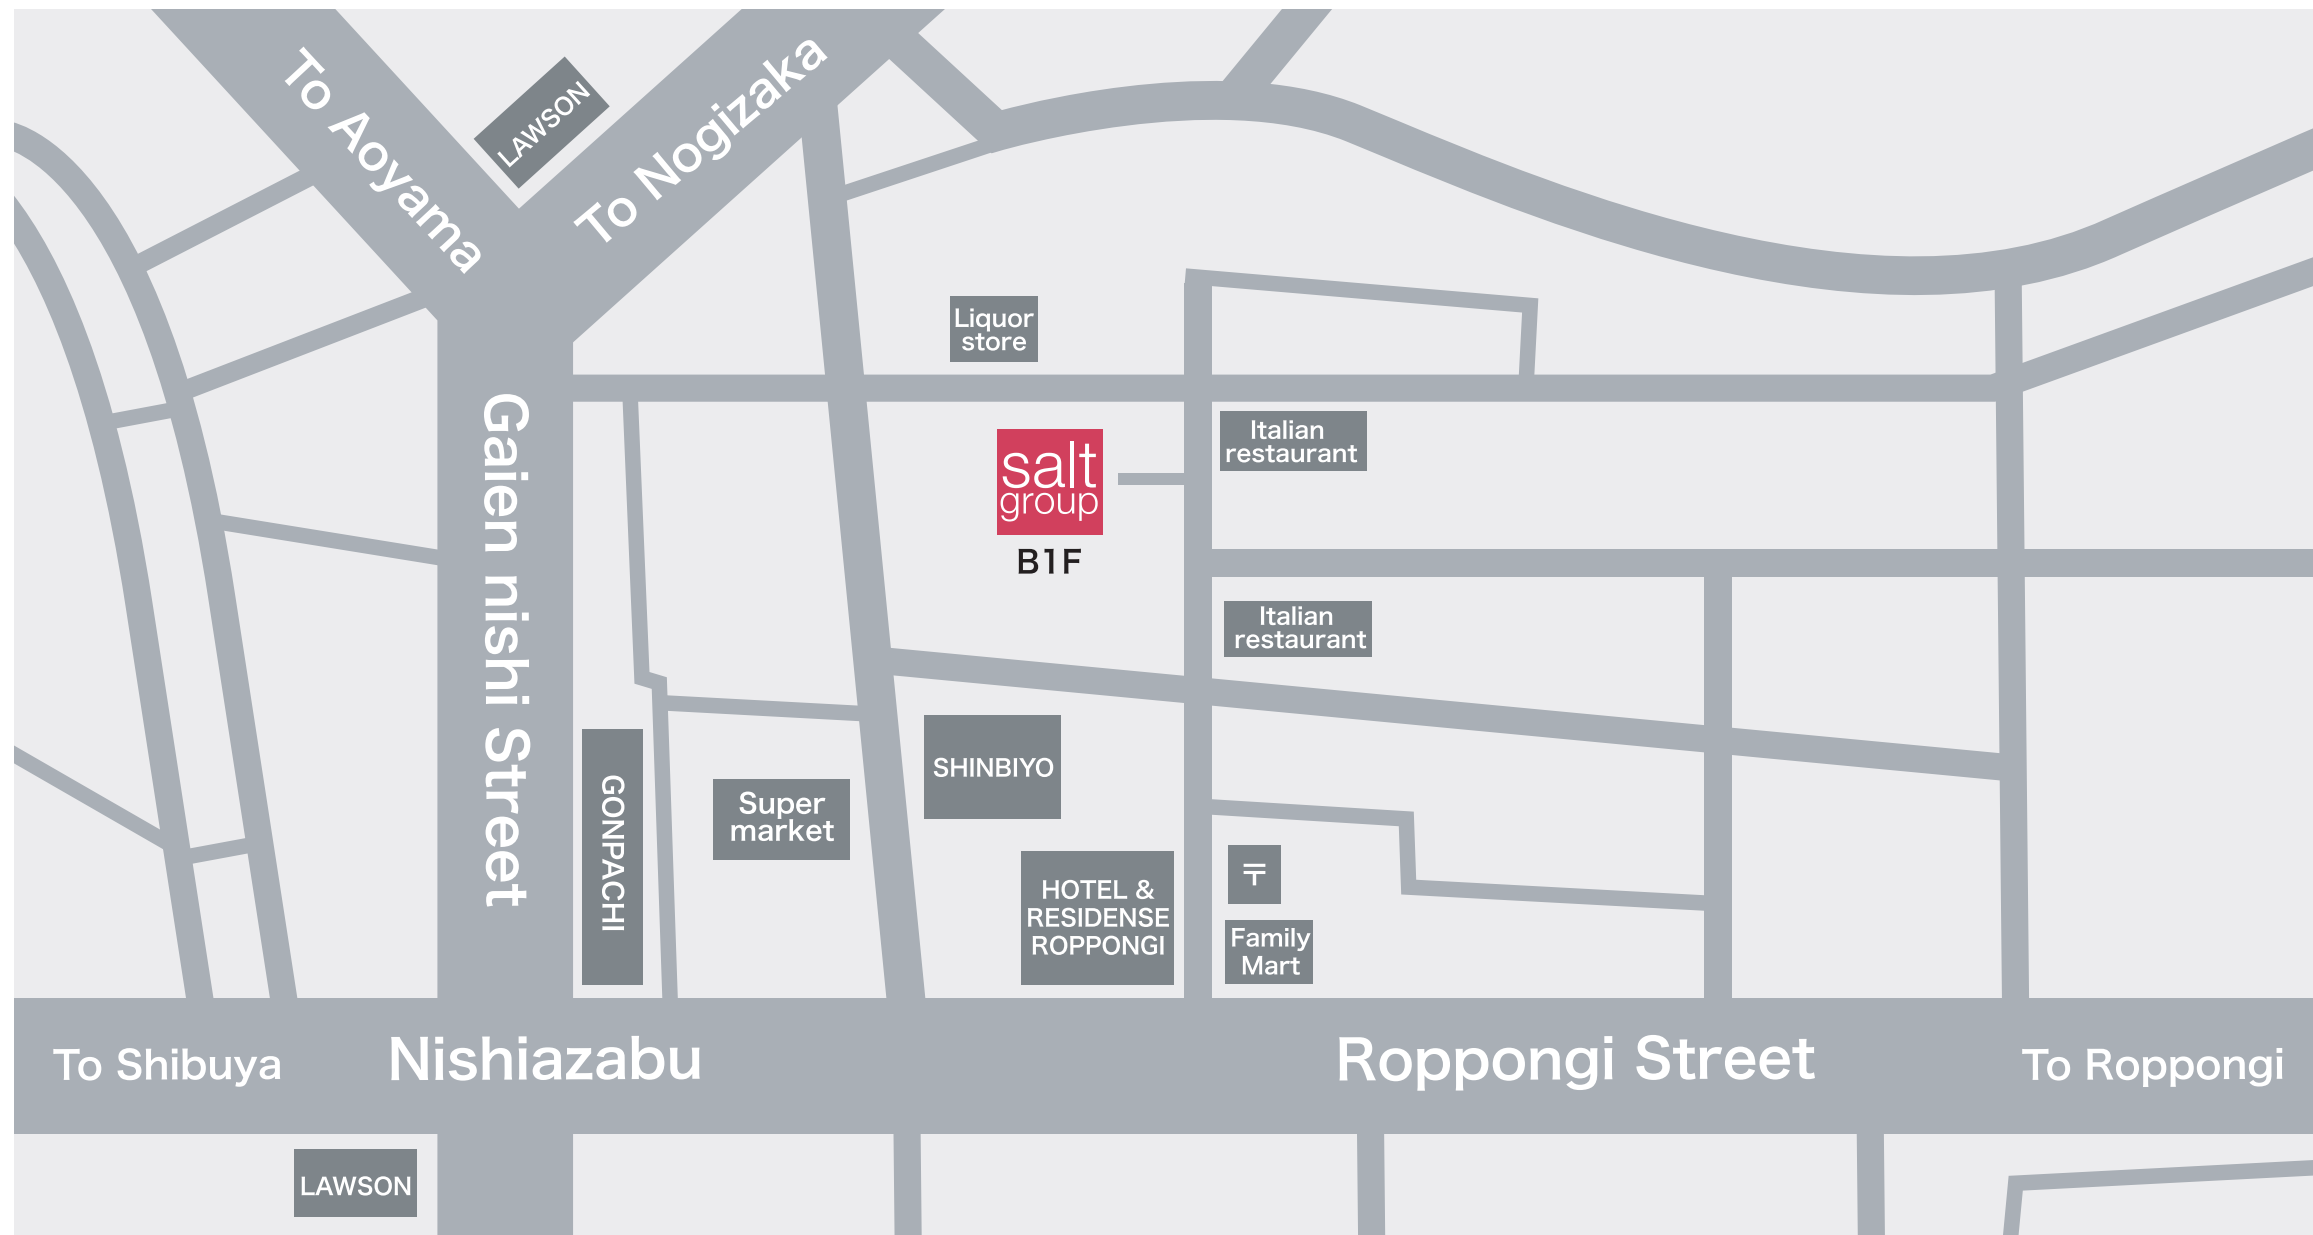 To Aoyama
LAWSON
To Nogizaka
Liquor
store
Gaien nishi Street
salt
group
B1F
Italian
restaurant
Italian
restaurant
GONPACHI
Super
market
SHINBIYO
HOTEL &
RESIDENSE
ROPPONGI
〒
Family
Mart
To Shibuya
Nishiazabu
Roppongi Street
To Roppongi
LAWSON